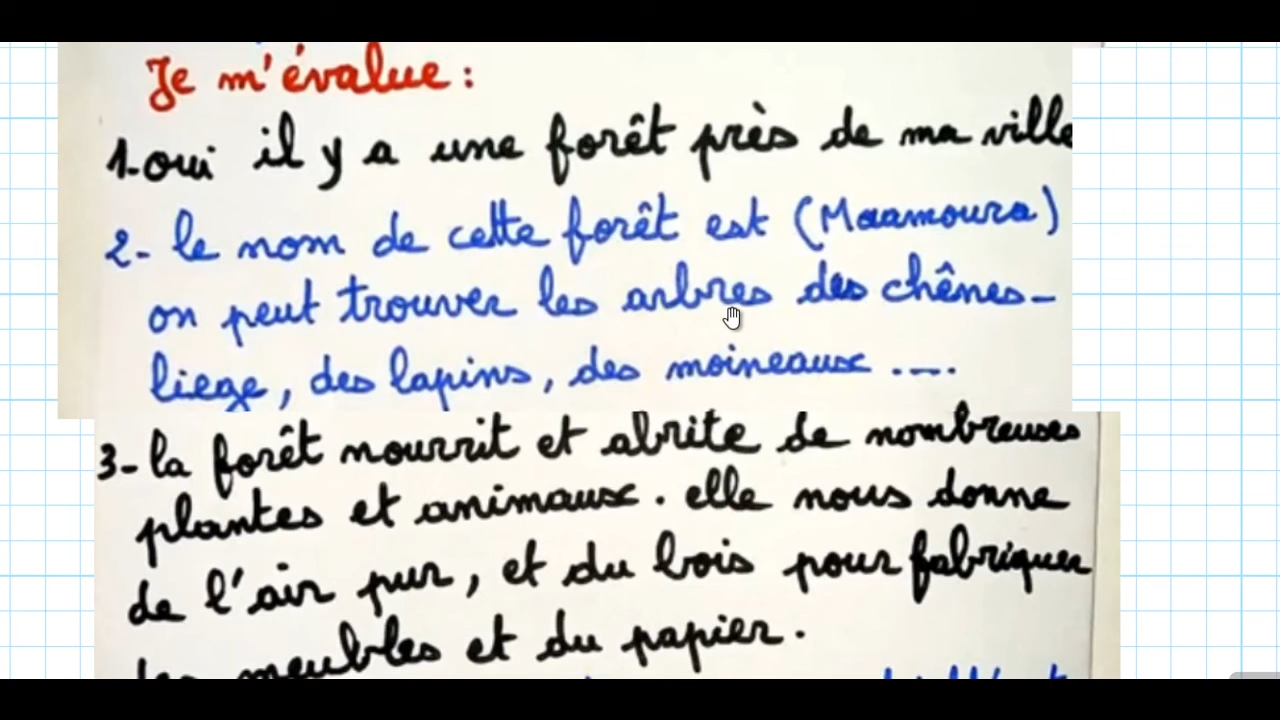 Je m'évalue :
1- oui il y a une forêt près de ma ville
2- le nom de cette forêt est (Maamoura)
on peut trouver les arbres des chênes-
liege, des lapins, des moineaux ....
3- la forêt nourrit et abrite de nombreuses
plantes et animaux. elle nous donne
de l'air pur, et du bois pour fabriquer
meubles et du papier.